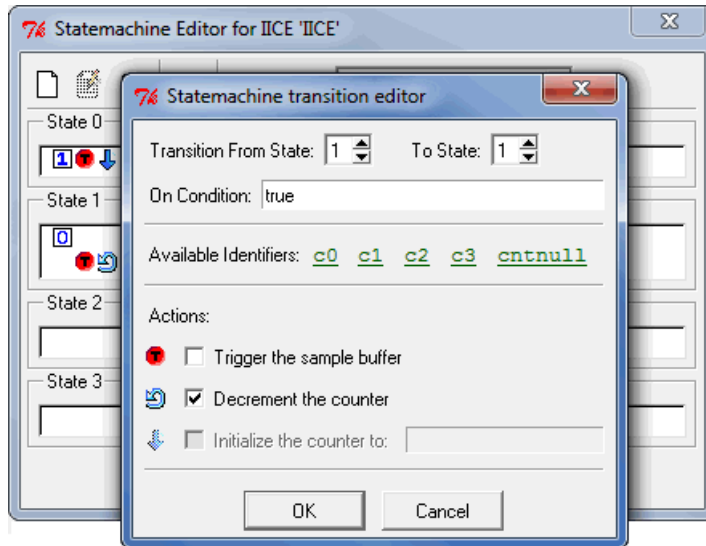 Statemachine Editor for IICE 'IICE'
Statemachine transition editor
State 0
1 T
State 1
0
T
State 2
State 3
Transition From State: 1 To State: 1
On Condition: true
Available Identifiers: c0 c1 c2 c3 cntnull
Actions:
T Trigger the sample buffer
Decrement the counter
Initialize the counter to:
OK Cancel